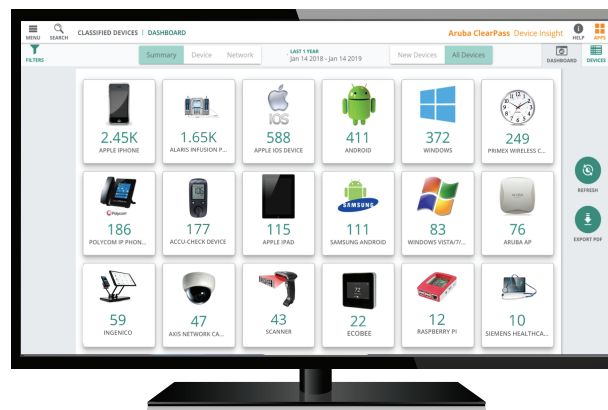 CLASSIFIED DEVICES | DASHBOARD
Aruba ClearPass Device Insight
MENU
SEARCH
HELP
APPS
FILTERS
Summary
Device
Network
LAST 1 YEAR
Jan 14 2018 - Jan 14 2019
New Devices
All Devices
DASHBOARD
DEVICES
2.45K
APPLE IPHONE
1.65K
ALARIS INFUSION P...
iOS
588
APPLE IOS DEVICE
411
ANDROID
372
WINDOWS
249
PRIMEX WIRELESS C...
Polycom
186
POLYCOM IP PHON...
177
ACCU-CHECK DEVICE
115
APPLE IPAD
SAMSUNG
111
SAMSUNG ANDROID
83
WINDOWS VISTA/7/...
76
ARUBA AP
REFRESH
EXPORT PDF
59
INGENICO
47
AXIS NETWORK CA...
43
SCANNER
72
22
ECOBEE
12
RASPBERRY PI
10
SIEMENS HEALTHCA...